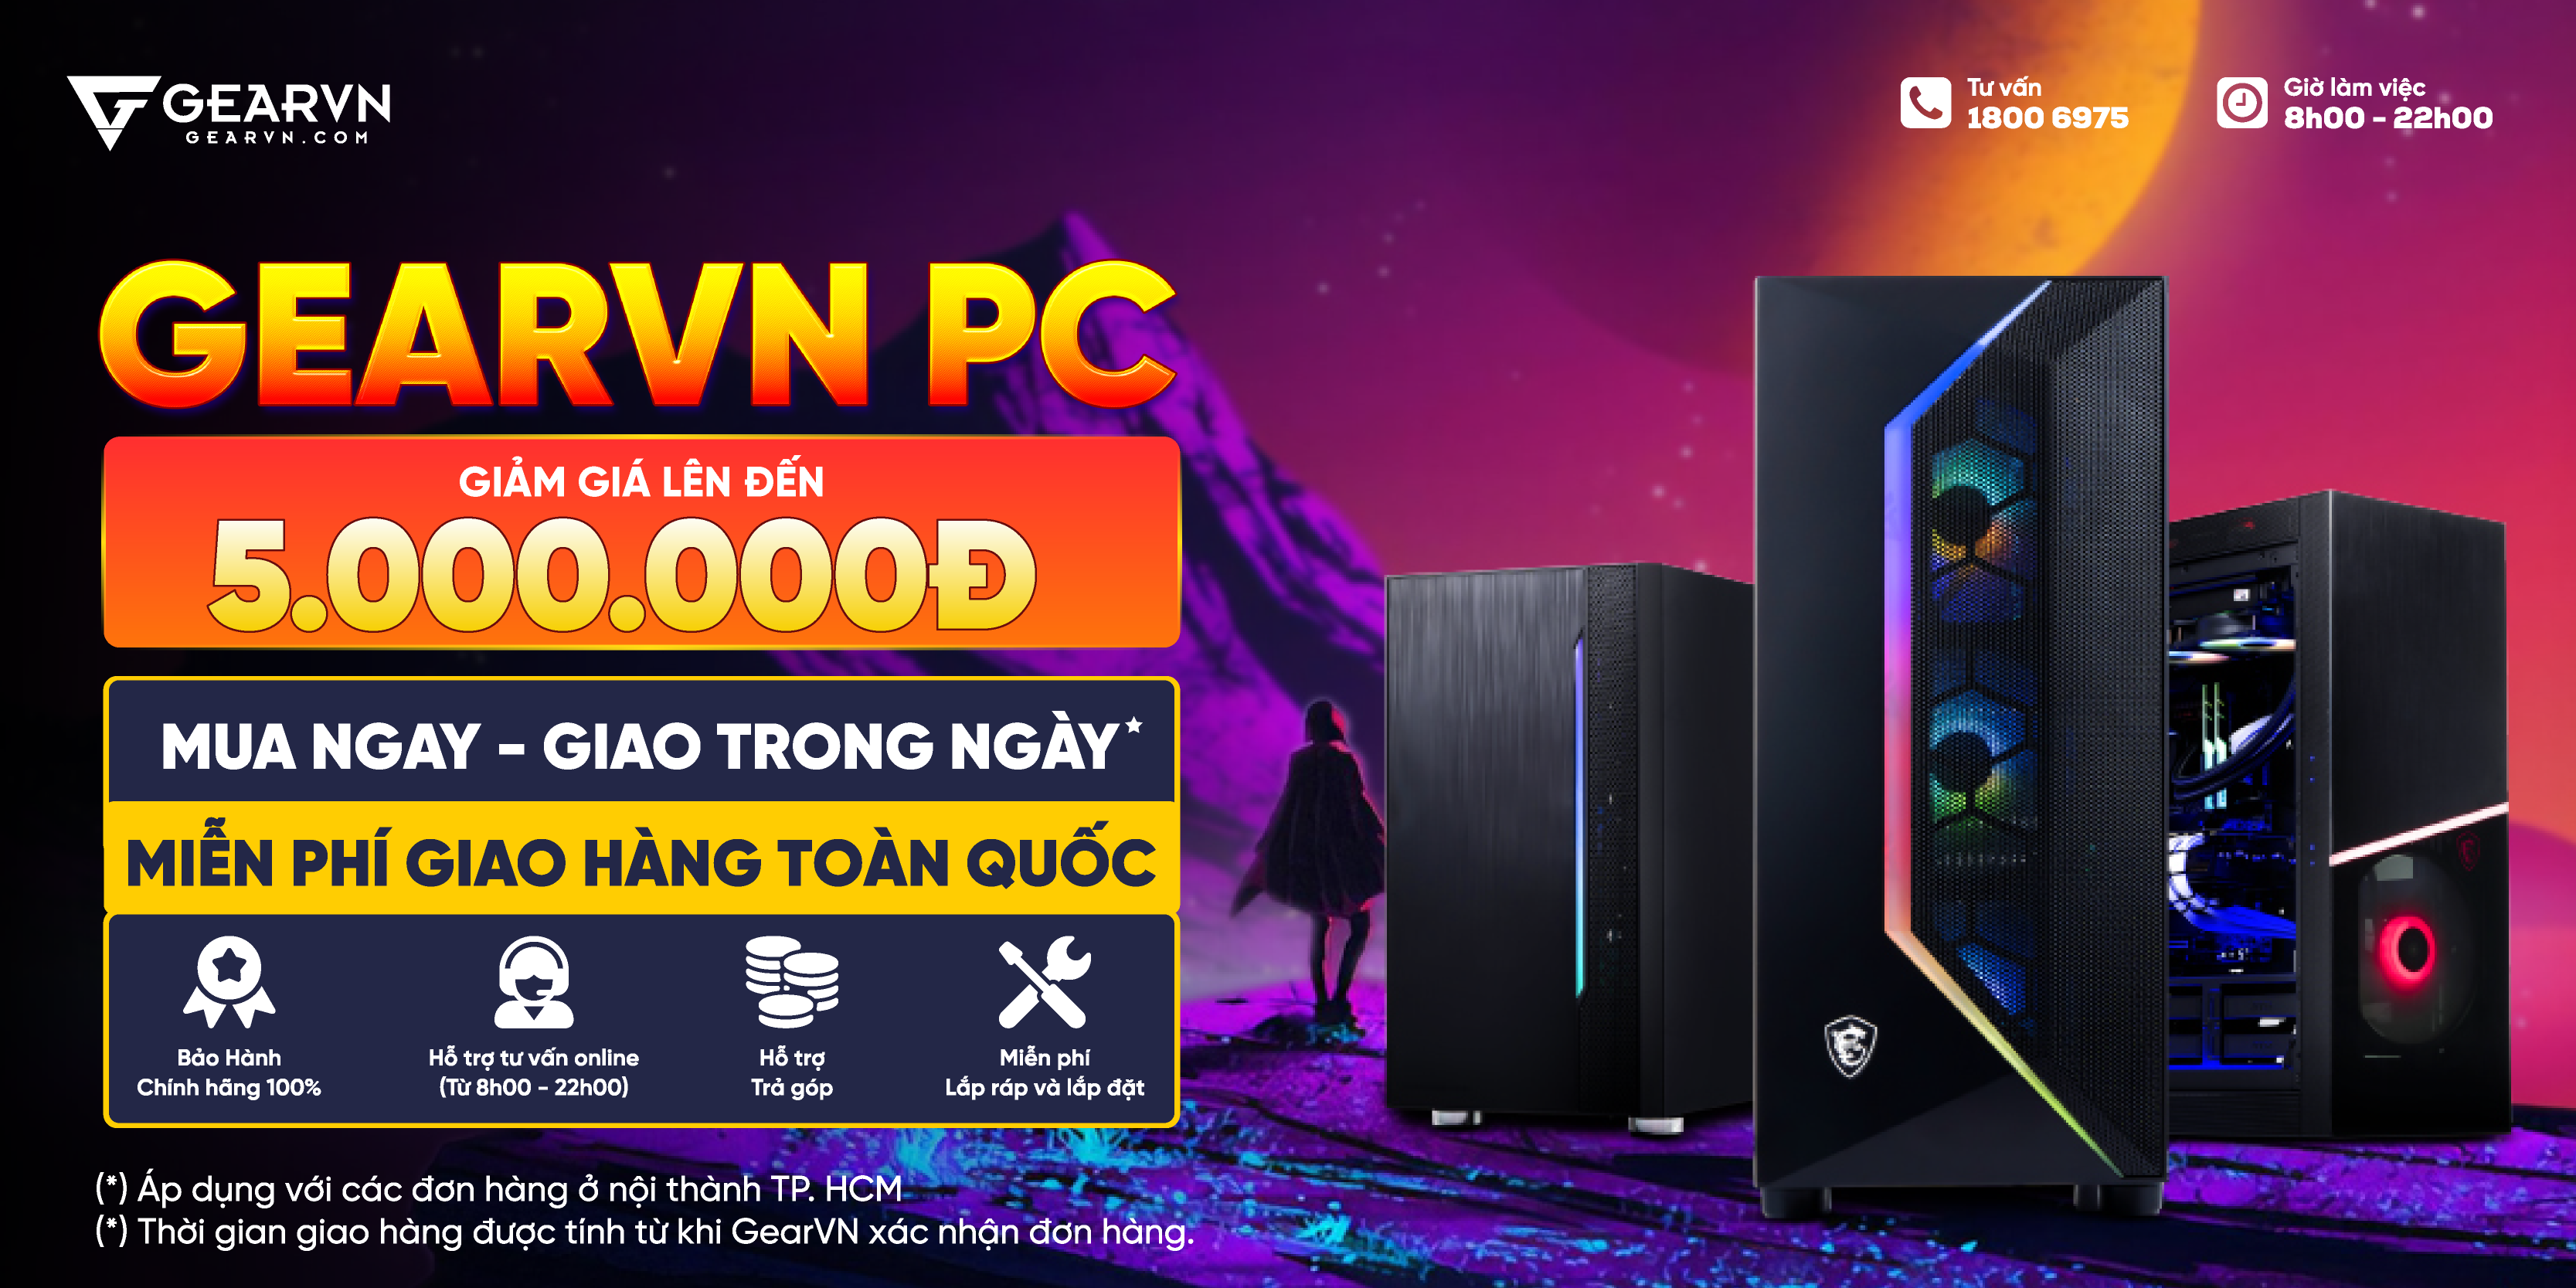 GEARVN
GEARVN.COM
Tư vấn
1800 6975
Giờ làm việc
8h00 - 22h00
GEARVN PC
GIẢM GIÁ LÊN ĐẾN
5.000.000Đ
MUA NGAY - GIAO TRONG NGÀY*
MIỄN PHÍ GIAO HÀNG TOÀN QUỐC
Bảo Hành
Chính hãng 100%
Hỗ trợ tư vấn online
(Từ 8h00 - 22h00)
Hỗ trợ
Trả góp
Miễn phí
Lắp ráp và lắp đặt
(*) Áp dụng với các đơn hàng ở nội thành TP. HCM
(*) Thời gian giao hàng được tính từ khi GearVN xác nhận đơn hàng.